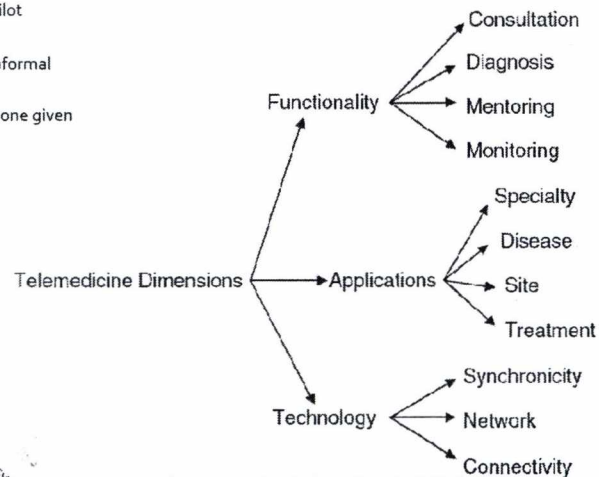 ilot
formal
one given
Telemedicine Dimensions
Functionality
Consultation
Diagnosis
Mentoring
Monitoring
Applications
Specialty
Disease
Site
Treatment
Technology
Synchronicity
Network
Connectivity